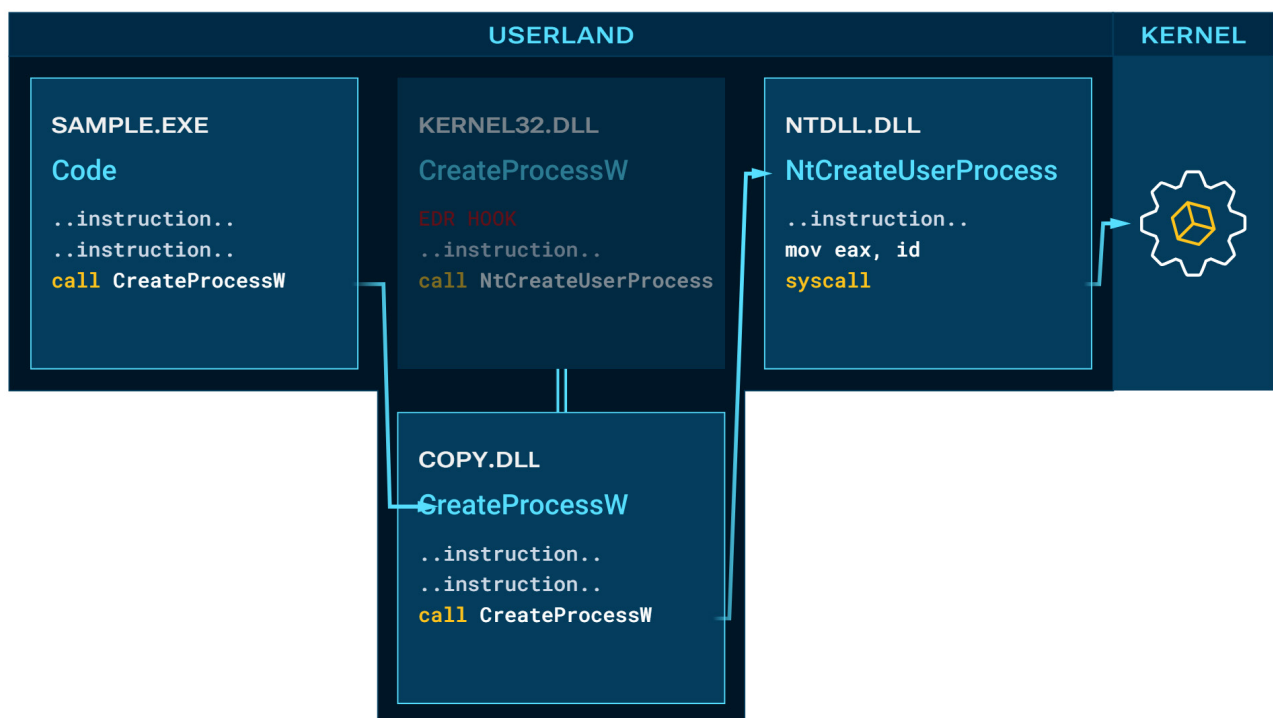 USERLAND
KERNEL
SAMPLE.EXE
Code
..instruction..
..instruction..
call CreateProcessW
KERNEL32.DLL
CreateProcessW
EDR HOOK
..instruction..
call NtCreateUserProcess
NTDLL.DLL
NtCreateUserProcess
..instruction..
mov eax, id
syscall
COPY.DLL
CreateProcessW
..instruction..
..instruction..
call CreateProcessW